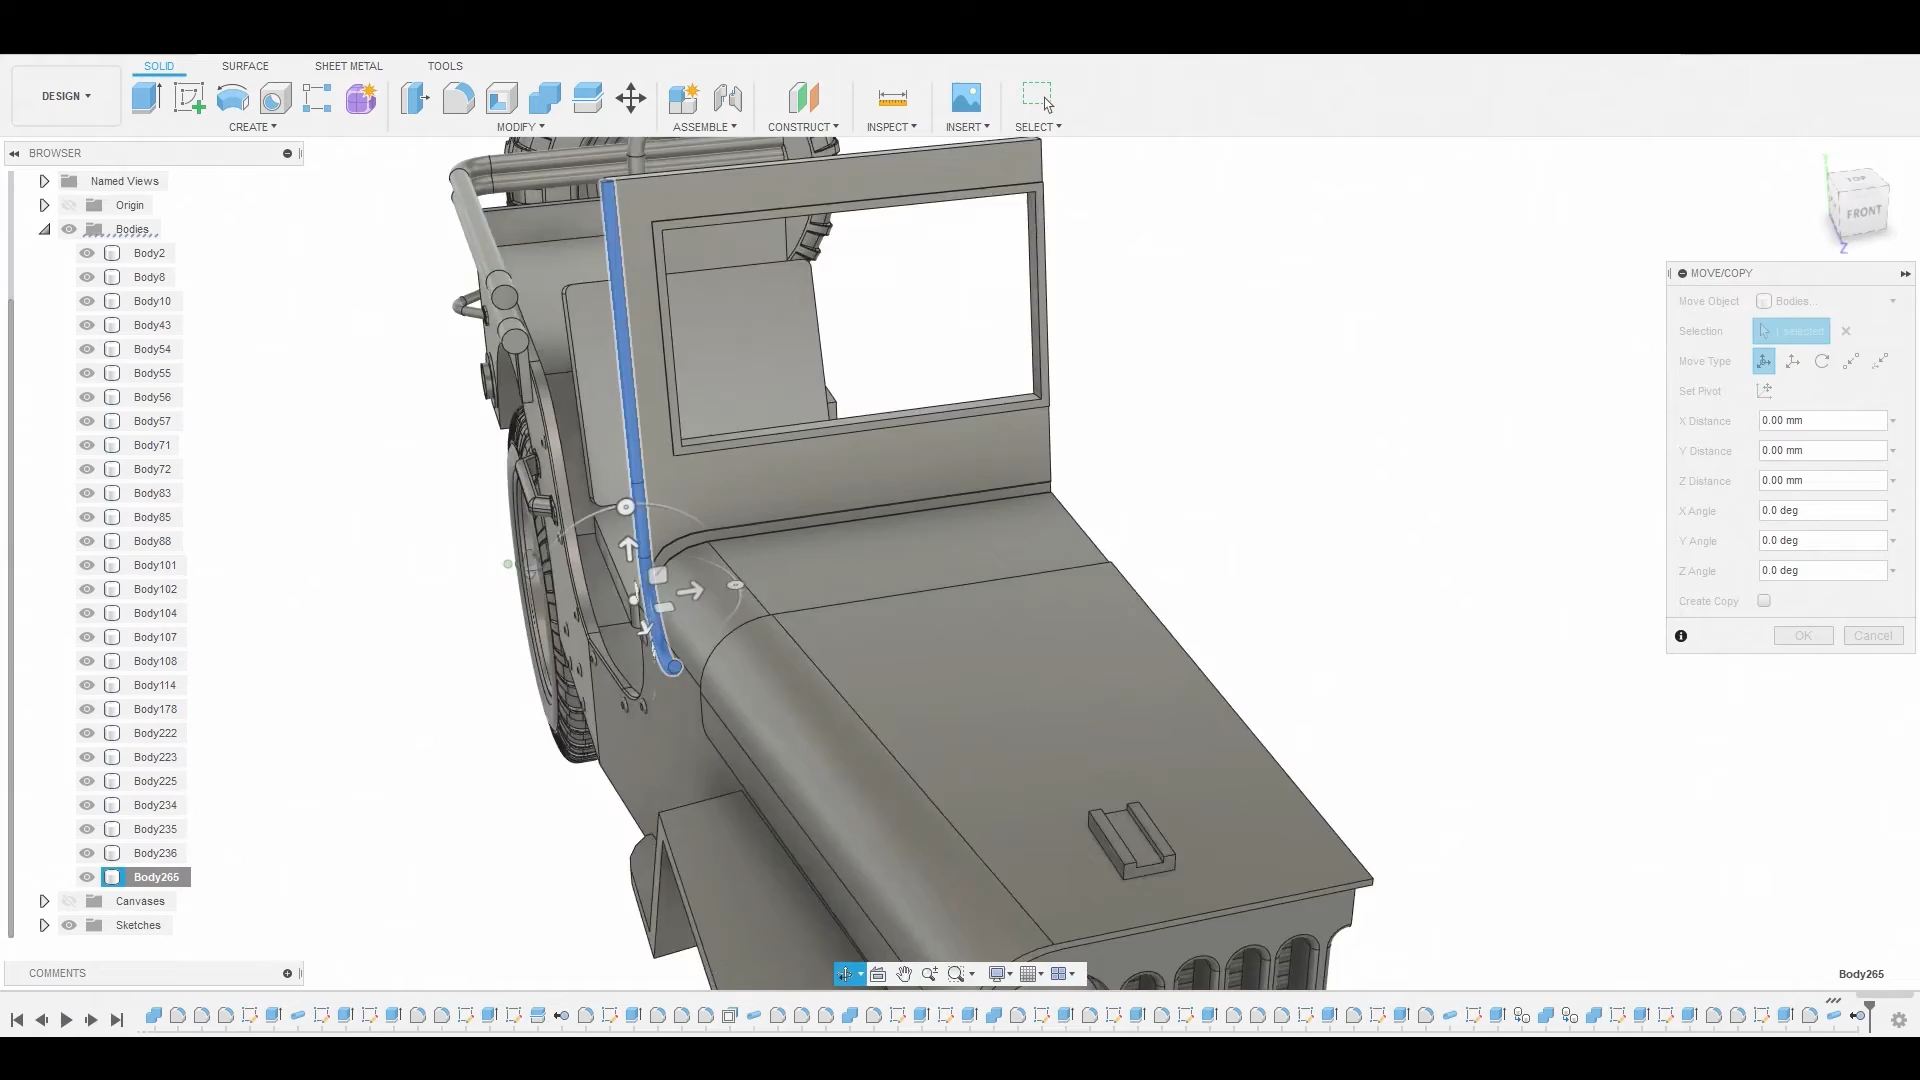 SOLID SURFACE SHEET METAL TOOLS
DESIGN
CREATE MODIFY ASSEMBLE CONSTRUCT INSPECT INSERT SELECT
BROWSER
Named Views
Origin
Bodies
Body2
Body8
Body10
Body43
Body54
Body55
Body56
Body57
Body71
Body72
Body83
Body85
Body88
Body101
Body102
Body104
Body107
Body108
Body114
Body178
Body222
Body223
Body225
Body234
Body235
Body236
Body265
Canvases
Sketches
COMMENTS
TOP
FRONT
Z
MOVE/COPY
Move Object Bodies...
Selection 1 selected
Move Type
Set Pivot
X Distance 0.00 mm
Y Distance 0.00 mm
Z Distance 0.00 mm
X Angle 0.0 deg
Y Angle 0.0 deg
Z Angle 0.0 deg
Create Copy
OK Cancel
Body265